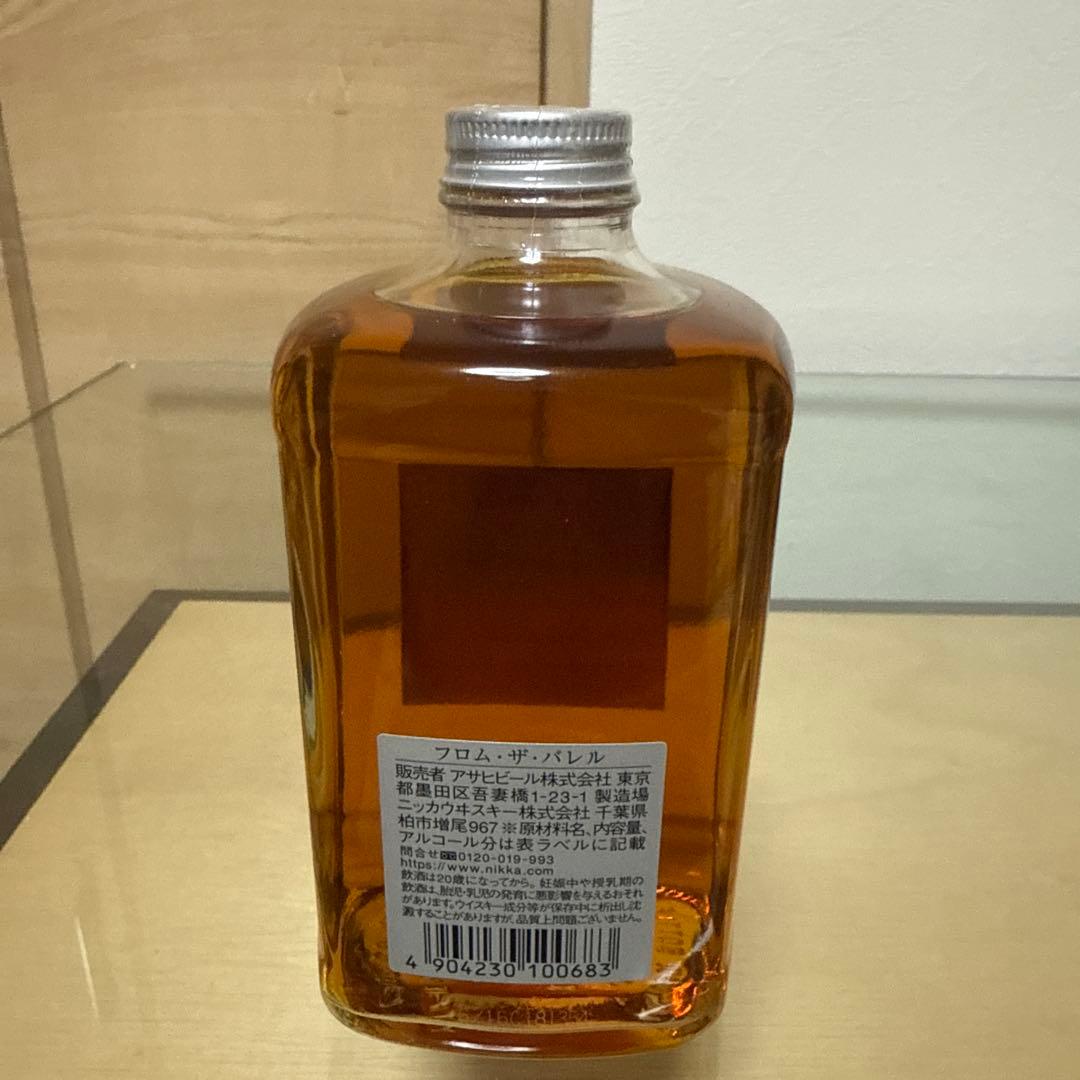 フロム・ザ・バレル
販売者 アサヒビール株式会社 東京
都墨田区吾妻橋1-23-1 製造場
ニッカウヰスキー株式会社 千葉県
柏市増尾967 ※原材料名、内容量、
アルコール分は表ラベルに記載
問合せ 0120-019-993
https://www.nikka.com
飲酒は20歳になってから。妊娠中や授乳期の
飲酒は、胎児・乳児の発育に悪影響を与えるおそれ
があります。ウイスキー成分等が保存中に析出し沈
澱することがありますが、品質上問題ございません。
4 904230 100683